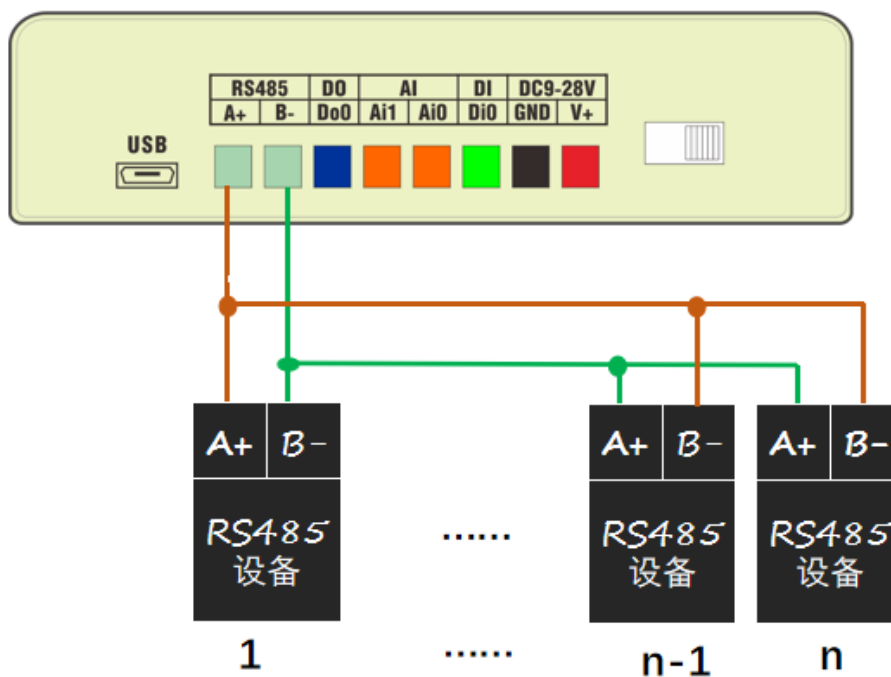 RS485 DO AI DI DC9-28V
A+ B- Do0 Ai1 Ai0 Di0 GND V+
USB
A+ B- A+ B- A+ B-
RS485 …… RS485 RS485
设备 设备 设备
1 …… n-1 n